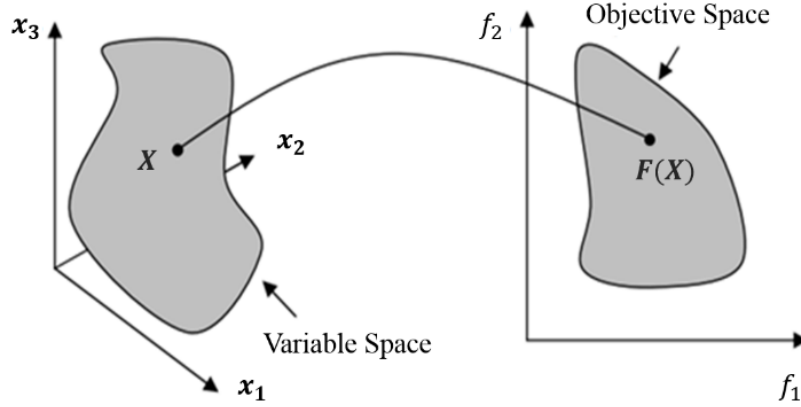 Objective Space
x₃
f₂
X
x₂
F(X)
Variable Space
x₁
f₁